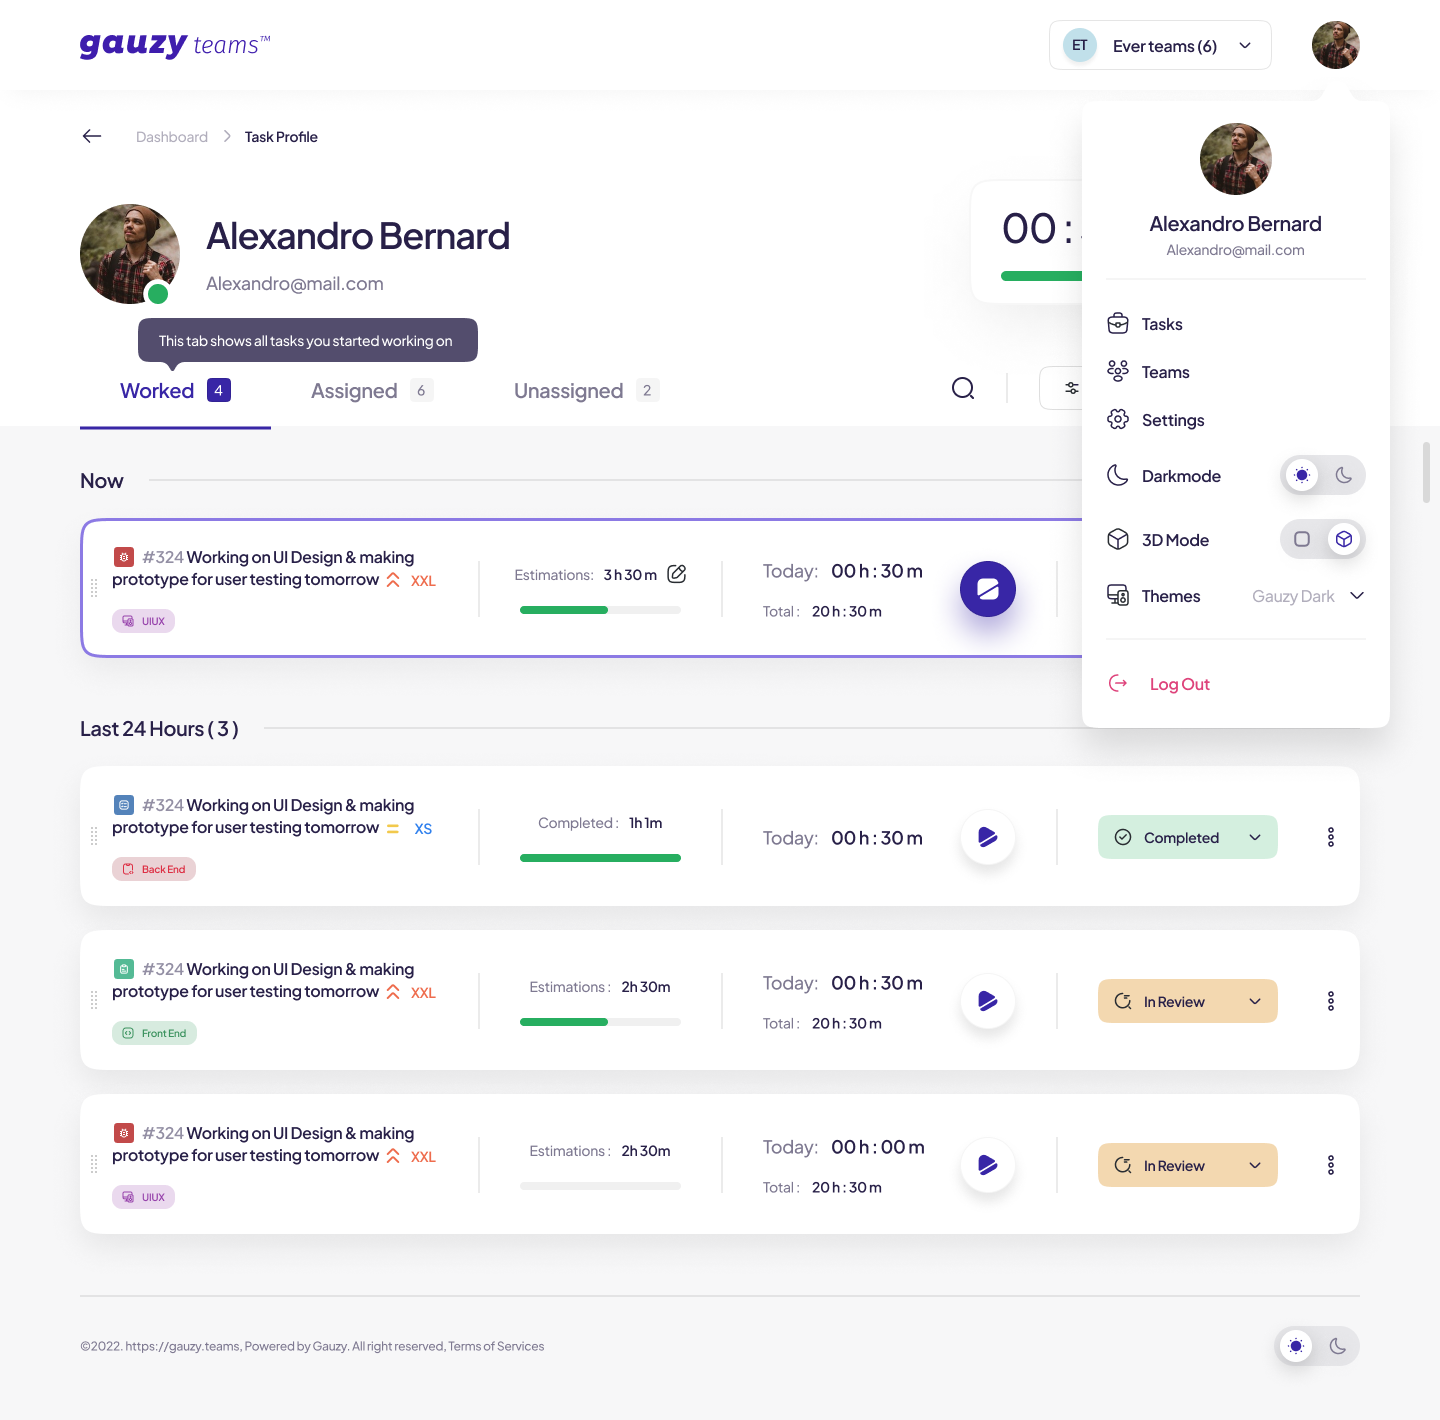 gauzy teams™
ET Ever teams (6)
Dashboard Task Profile
Alexandro Bernard
Alexandro@mail.com
00 :
This tab shows all tasks you started working on
Worked 4
Assigned 6
Unassigned 2
Alexandro Bernard
Alexandro@mail.com
Tasks
Teams
Settings
Darkmode
3D Mode
Themes Gauzy Dark
Log Out
Now
#324 Working on UI Design & making
prototype for user testing tomorrow XXL
UIUX
Estimations: 3 h 30 m
Today: 00 h : 30 m
Total : 20 h : 30 m
Last 24 Hours ( 3 )
#324 Working on UI Design & making
prototype for user testing tomorrow XS
Back End
Completed : 1h 1m
Today: 00 h : 30 m
Completed
#324 Working on UI Design & making
prototype for user testing tomorrow XXL
Front End
Estimations : 2h 30m
Today: 00 h : 30 m
Total : 20 h : 30 m
In Review
#324 Working on UI Design & making
prototype for user testing tomorrow XXL
UIUX
Estimations : 2h 30m
Today: 00 h : 00 m
Total : 20 h : 30 m
In Review
©2022. https://gauzy.teams, Powered by Gauzy. All right reserved, Terms of Services